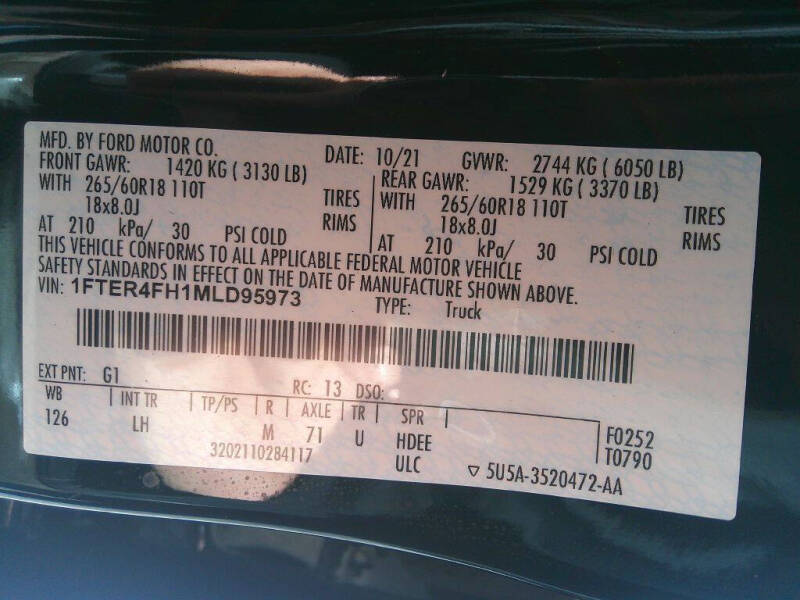 MFD. BY FORD MOTOR CO.
DATE: 10/21 GVWR: 2744 KG ( 6050 LB)
FRONT GAWR: 1420 KG ( 3130 LB)
WITH 265/60R18 110T TIRES
18x8.0J RIMS
AT 210 kPa/ 30 PSI COLD
REAR GAWR: 1529 KG ( 3370 LB)
WITH 265/60R18 110T TIRES
18x8.0J RIMS
AT 210 kPa/ 30 PSI COLD
THIS VEHICLE CONFORMS TO ALL APPLICABLE FEDERAL MOTOR VEHICLE
SAFETY STANDARDS IN EFFECT ON THE DATE OF MANUFACTURE SHOWN ABOVE.
VIN: 1FTER4FH1MLD95973
TYPE: Truck
EXT PNT: G1 RC: 13 DSO:
WB INT TR TP/PS R AXLE TR SPR
126 LH M 71 U HDEE
F0252
T0790
3202110284117 ULC
5U5A-3520472-AA